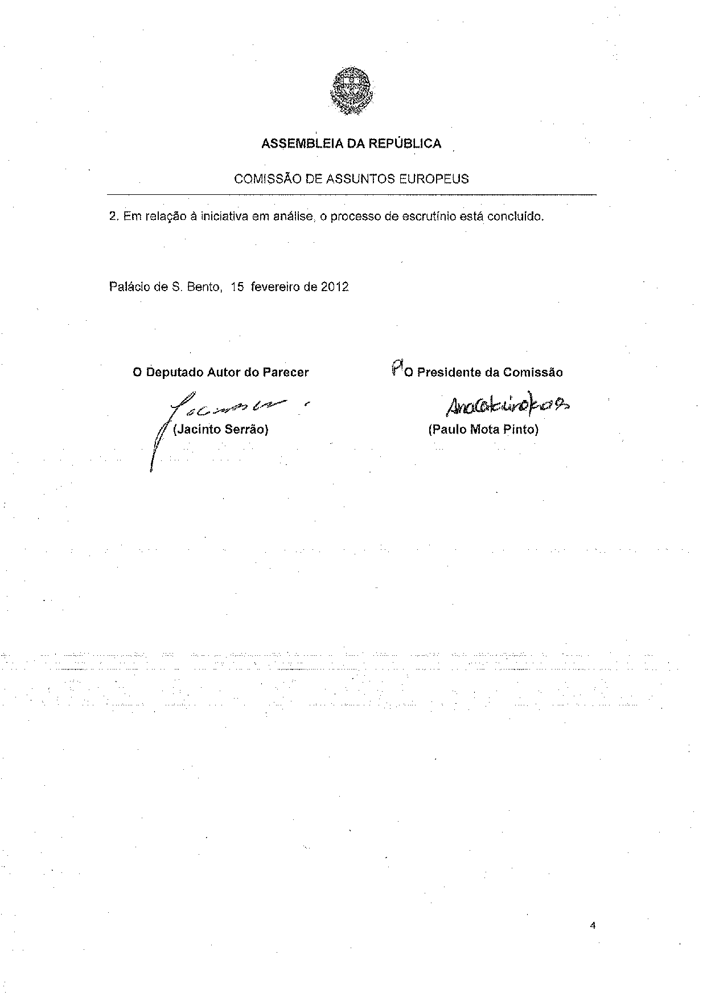 ASSEMBLEIA DA REPÚBLICA
COMISSÃO DE ASSUNTOS EUROPEUS
2. Em relação à iniciativa em análise, o processo de escrutínio está concluído.
Palácio de S. Bento, 15 fevereiro de 2012
O Deputado Autor do Parecer
P'O Presidente da Comissão
(Jacinto Serrão)
(Paulo Mota Pinto)
4